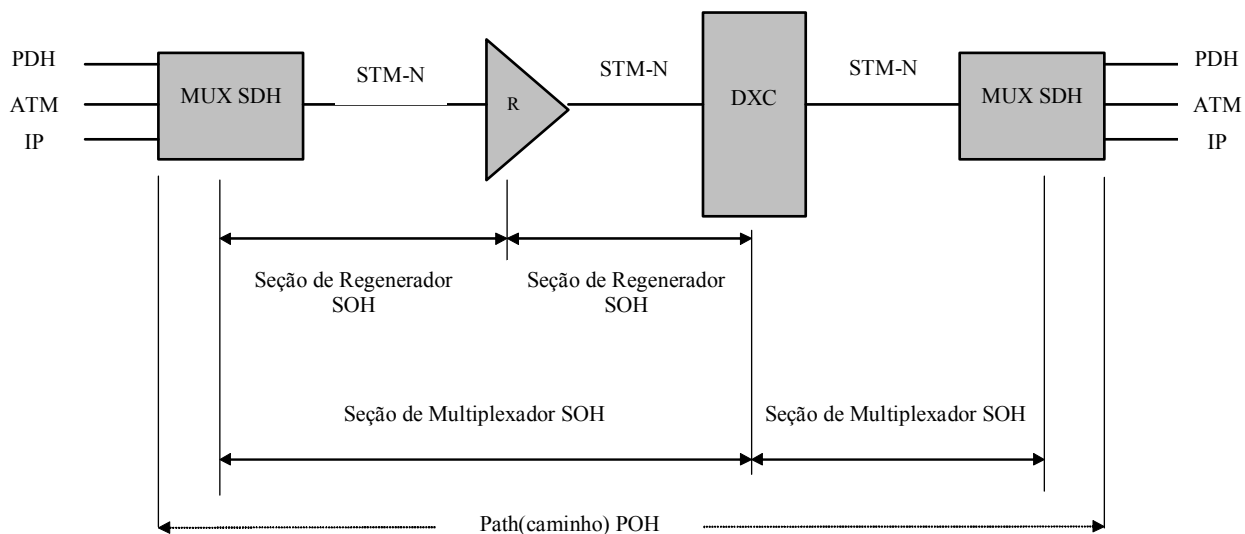 PDH
ATM
IP
MUX SDH
STM-N
R
STM-N
DXC
STM-N
MUX SDH
PDH
ATM
IP
Seção de Regenerador
SOH
Seção de Regenerador
SOH
Seção de Multiplexador SOH
Seção de Multiplexador SOH
Path(caminho) POH